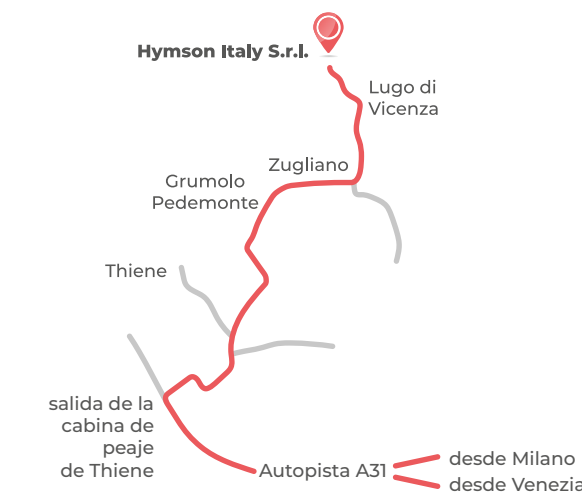 Hymson Italy S.r.l.
Lugo di
Vicenza
Zugliano
Grumolo
Pedemonte
Thiene
salida de la
cabina de
peaje
de Thiene
Autopista A31
desde Milano
desde Venezia